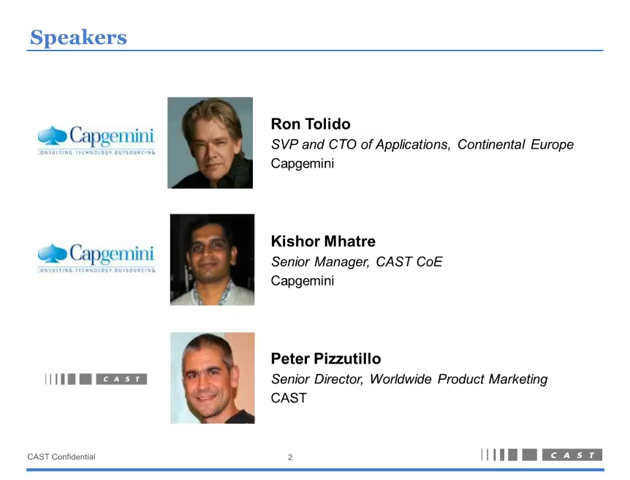 Speakers
Capgemini
CONSULTING.TECHNOLOGY.OUTSOURCING
Ron Tolido
SVP and CTO of Applications, Continental Europe
Capgemini
Capgemini
CONSULTING.TECHNOLOGY.OUTSOURCING
Kishor Mhatre
Senior Manager, CAST CoE
Capgemini
CAST
Peter Pizzutillo
Senior Director, Worldwide Product Marketing
CAST
CAST Confidential
2
CAST